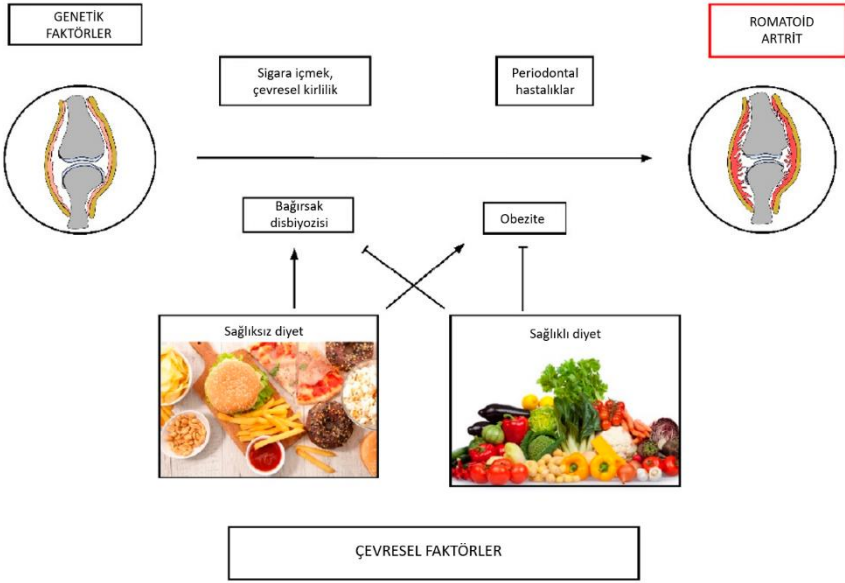 GENETİK
FAKTÖRLER
ROMATOİD
ARTRİT
Sigara içmek,
çevresel kirlilik
Periodontal
hastalıklar
Bağırsak
disbiyozisi
Obezite
Sağlıksız diyet
Sağlıklı diyet
ÇEVRESEL FAKTÖRLER